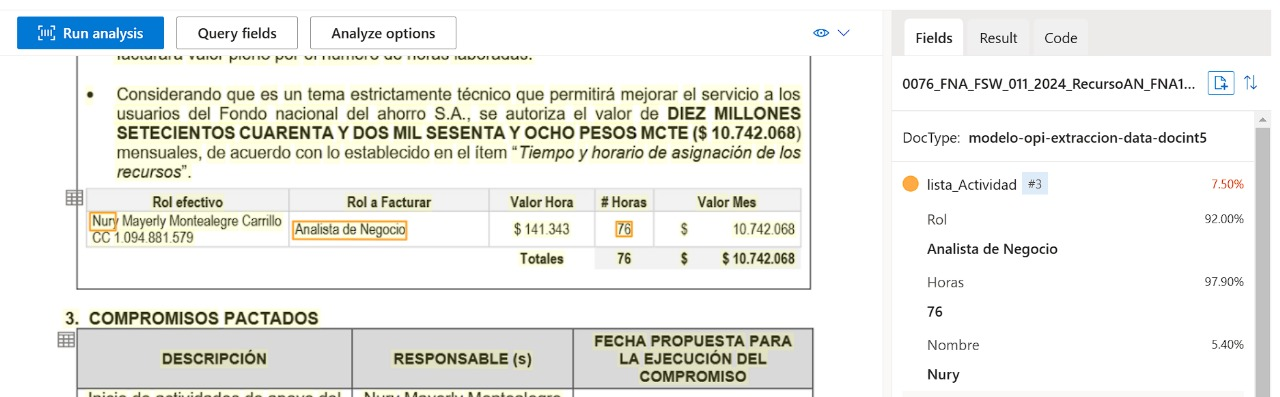 Run analysis
Query fields
Analyze options
facturará valor pleno por el número de horas laboradas.
• Considerando que es un tema estrictamente técnico que permitirá mejorar el servicio a los
usuarios del Fondo nacional del ahorro S.A., se autoriza el valor de DIEZ MILLONES
SETECIENTOS CUARENTA Y DOS MIL SESENTA Y OCHO PESOS MCTE ($ 10.742.068)
mensuales, de acuerdo con lo establecido en el ítem “Tiempo y horario de asignación de los
recursos”.
Rol efectivo Rol a Facturar Valor Hora # Horas Valor Mes
Nury Mayerly Montealegre Carrillo
CC 1.094.881.579
Analista de Negocio $ 141.343 76 $ 10.742.068
Totales 76 $ $ 10.742.068
3. COMPROMISOS PACTADOS
DESCRIPCIÓN
RESPONSABLE (s)
FECHA PROPUESTA PARA
LA EJECUCIÓN DEL
COMPROMISO
Inicio de actividades de apoyo del
Nury Mayerly Montealegre
Fields Result Code
0076_FNA_FSW_011_2024_RecursoAN_FNA1...
DocType: modelo-opi-extraccion-data-docint5
lista_Actividad #3 7.50%
Rol 92.00%
Analista de Negocio
Horas 97.90%
76
Nombre 5.40%
Nury